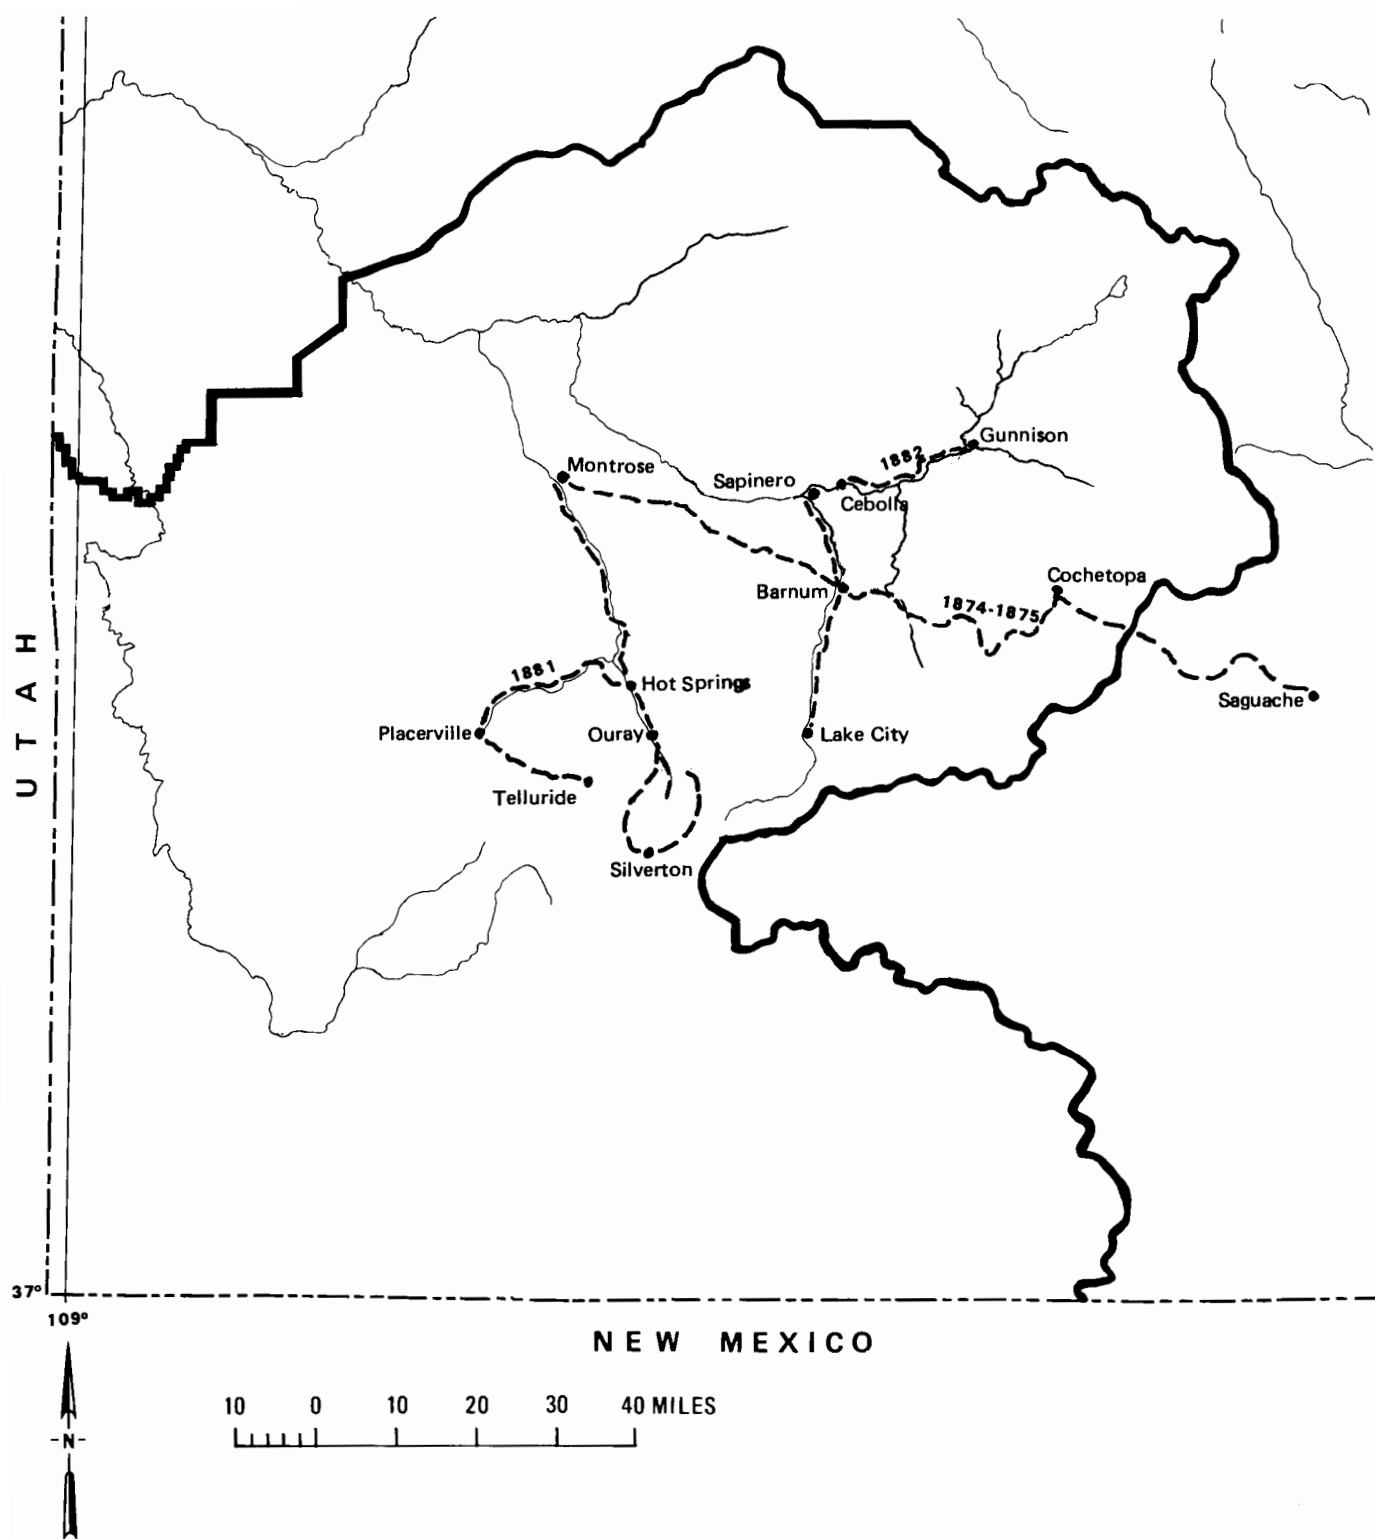 Gunnison
1882
Montrose
Sapinero
Cebolla
Cochetopa
Barnum
1874-1875
UTAH
1881
Hot Springs
Saguache
Placerville
Ouray
Lake City
Telluride
Silverton
37°
109°
NEW MEXICO
10 0 10 20 30 40 MILES
-N-